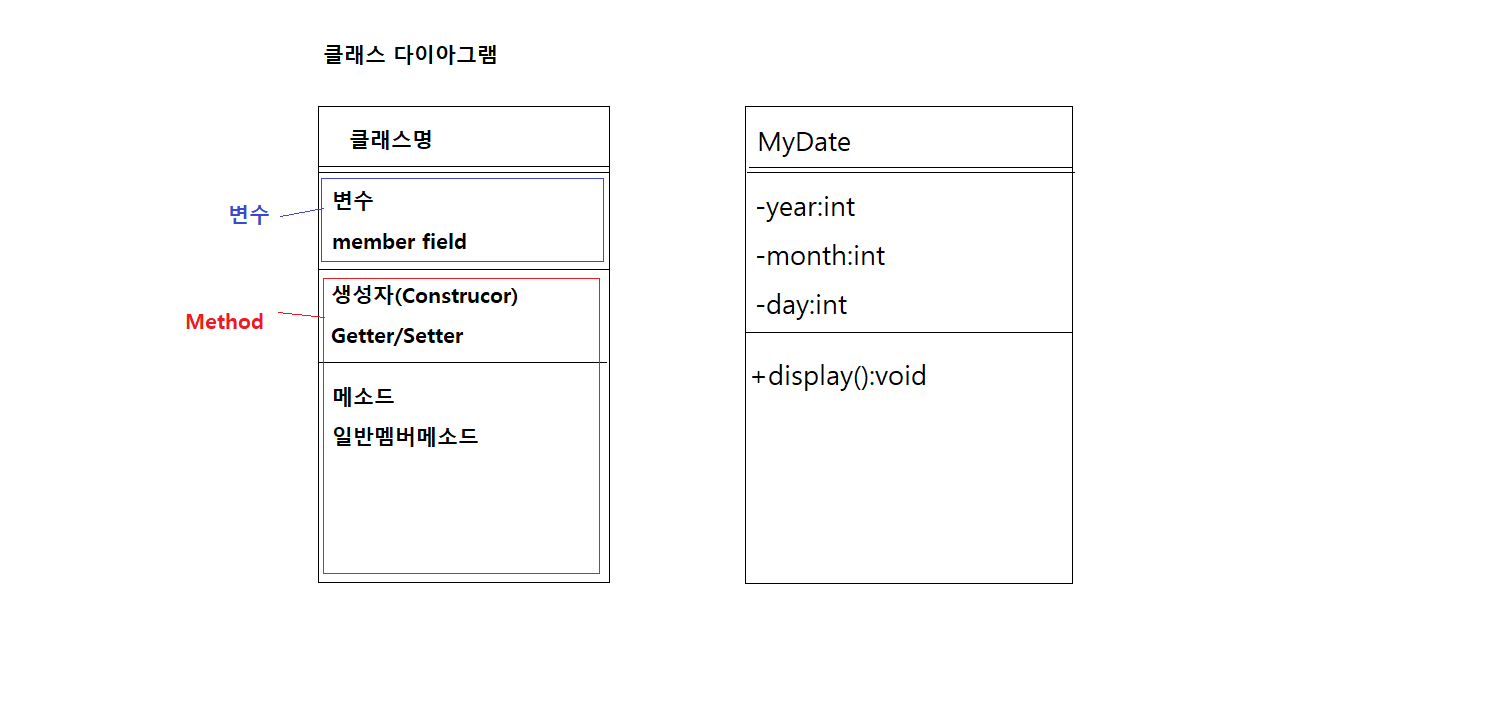 클래스 다이아그램
클래스명
변수
변수
member field
Method
생성자(Construcor)
Getter/Setter
메소드
일반멤버메소드
MyDate
-year:int
-month:int
-day:int
+display():void